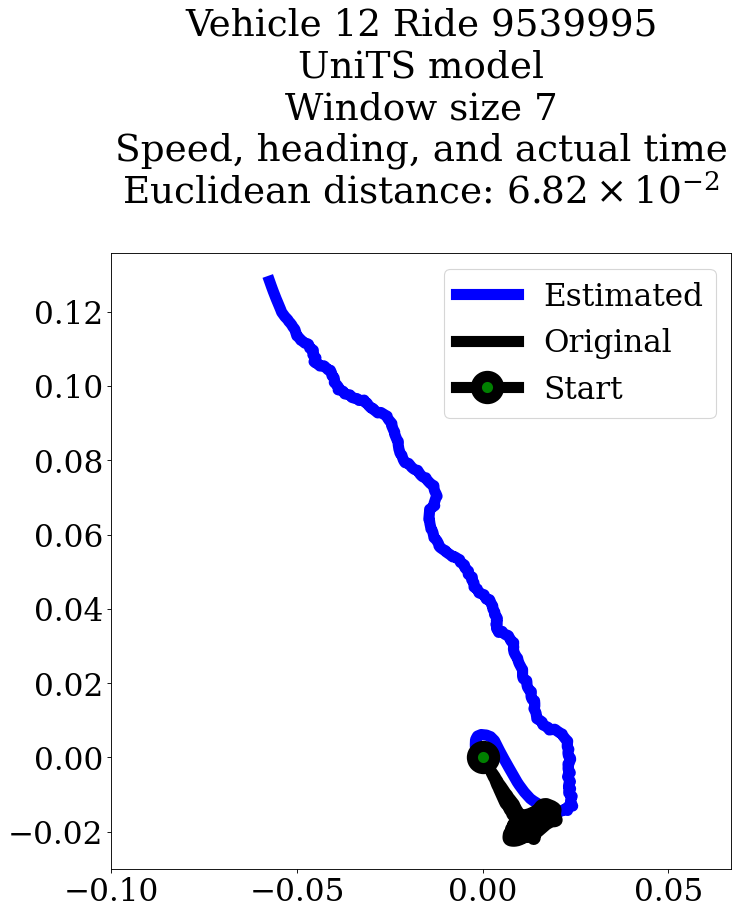 Vehicle 12 Ride 9539995
UniTS model
Window size 7
Speed, heading, and actual time
Euclidean distance: 6.82 × 10⁻²
Estimated
Original
Start
0.12
0.10
0.08
0.06
0.04
0.02
0.00
−0.02
−0.10 −0.05 0.00 0.05